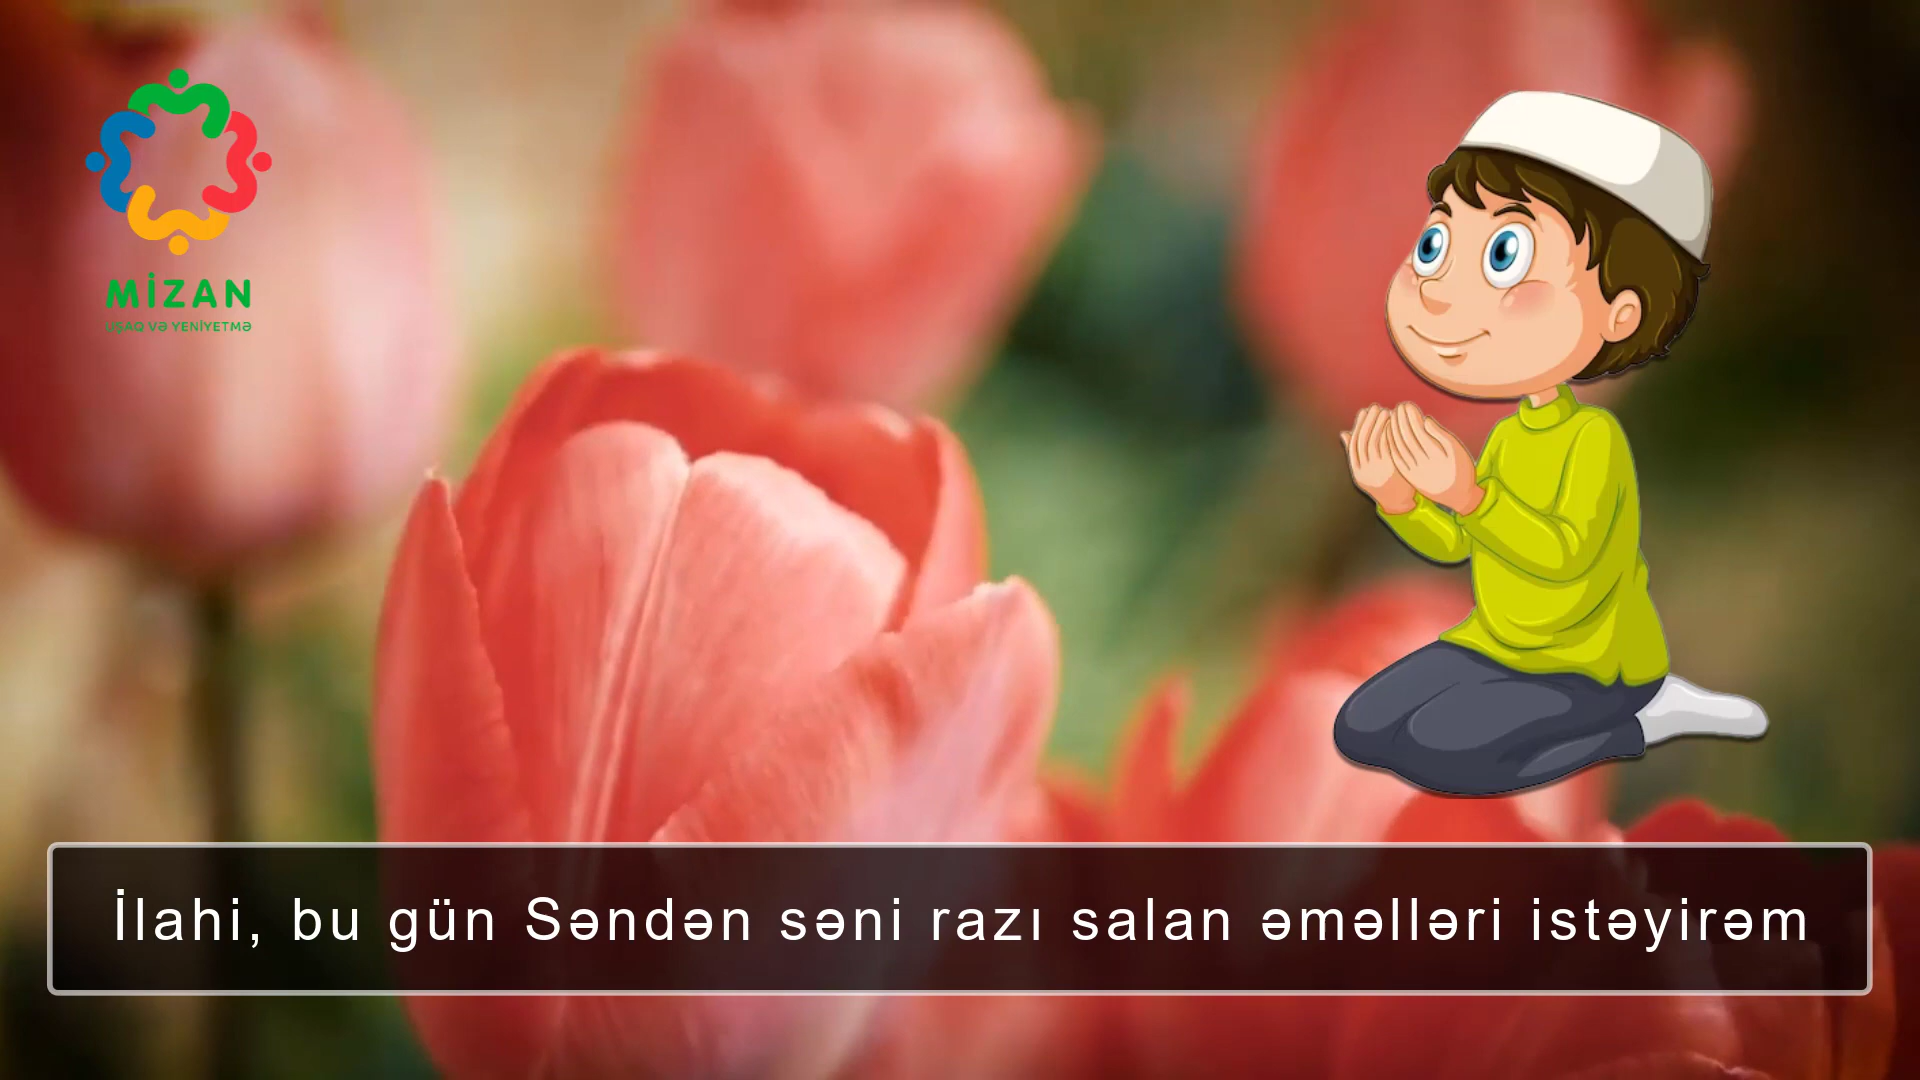 MİZAN
UŞAQ VƏ YENİYETMƏ
İlahi, bu gün Səndən səni razı salan əməlləri istəyirəm